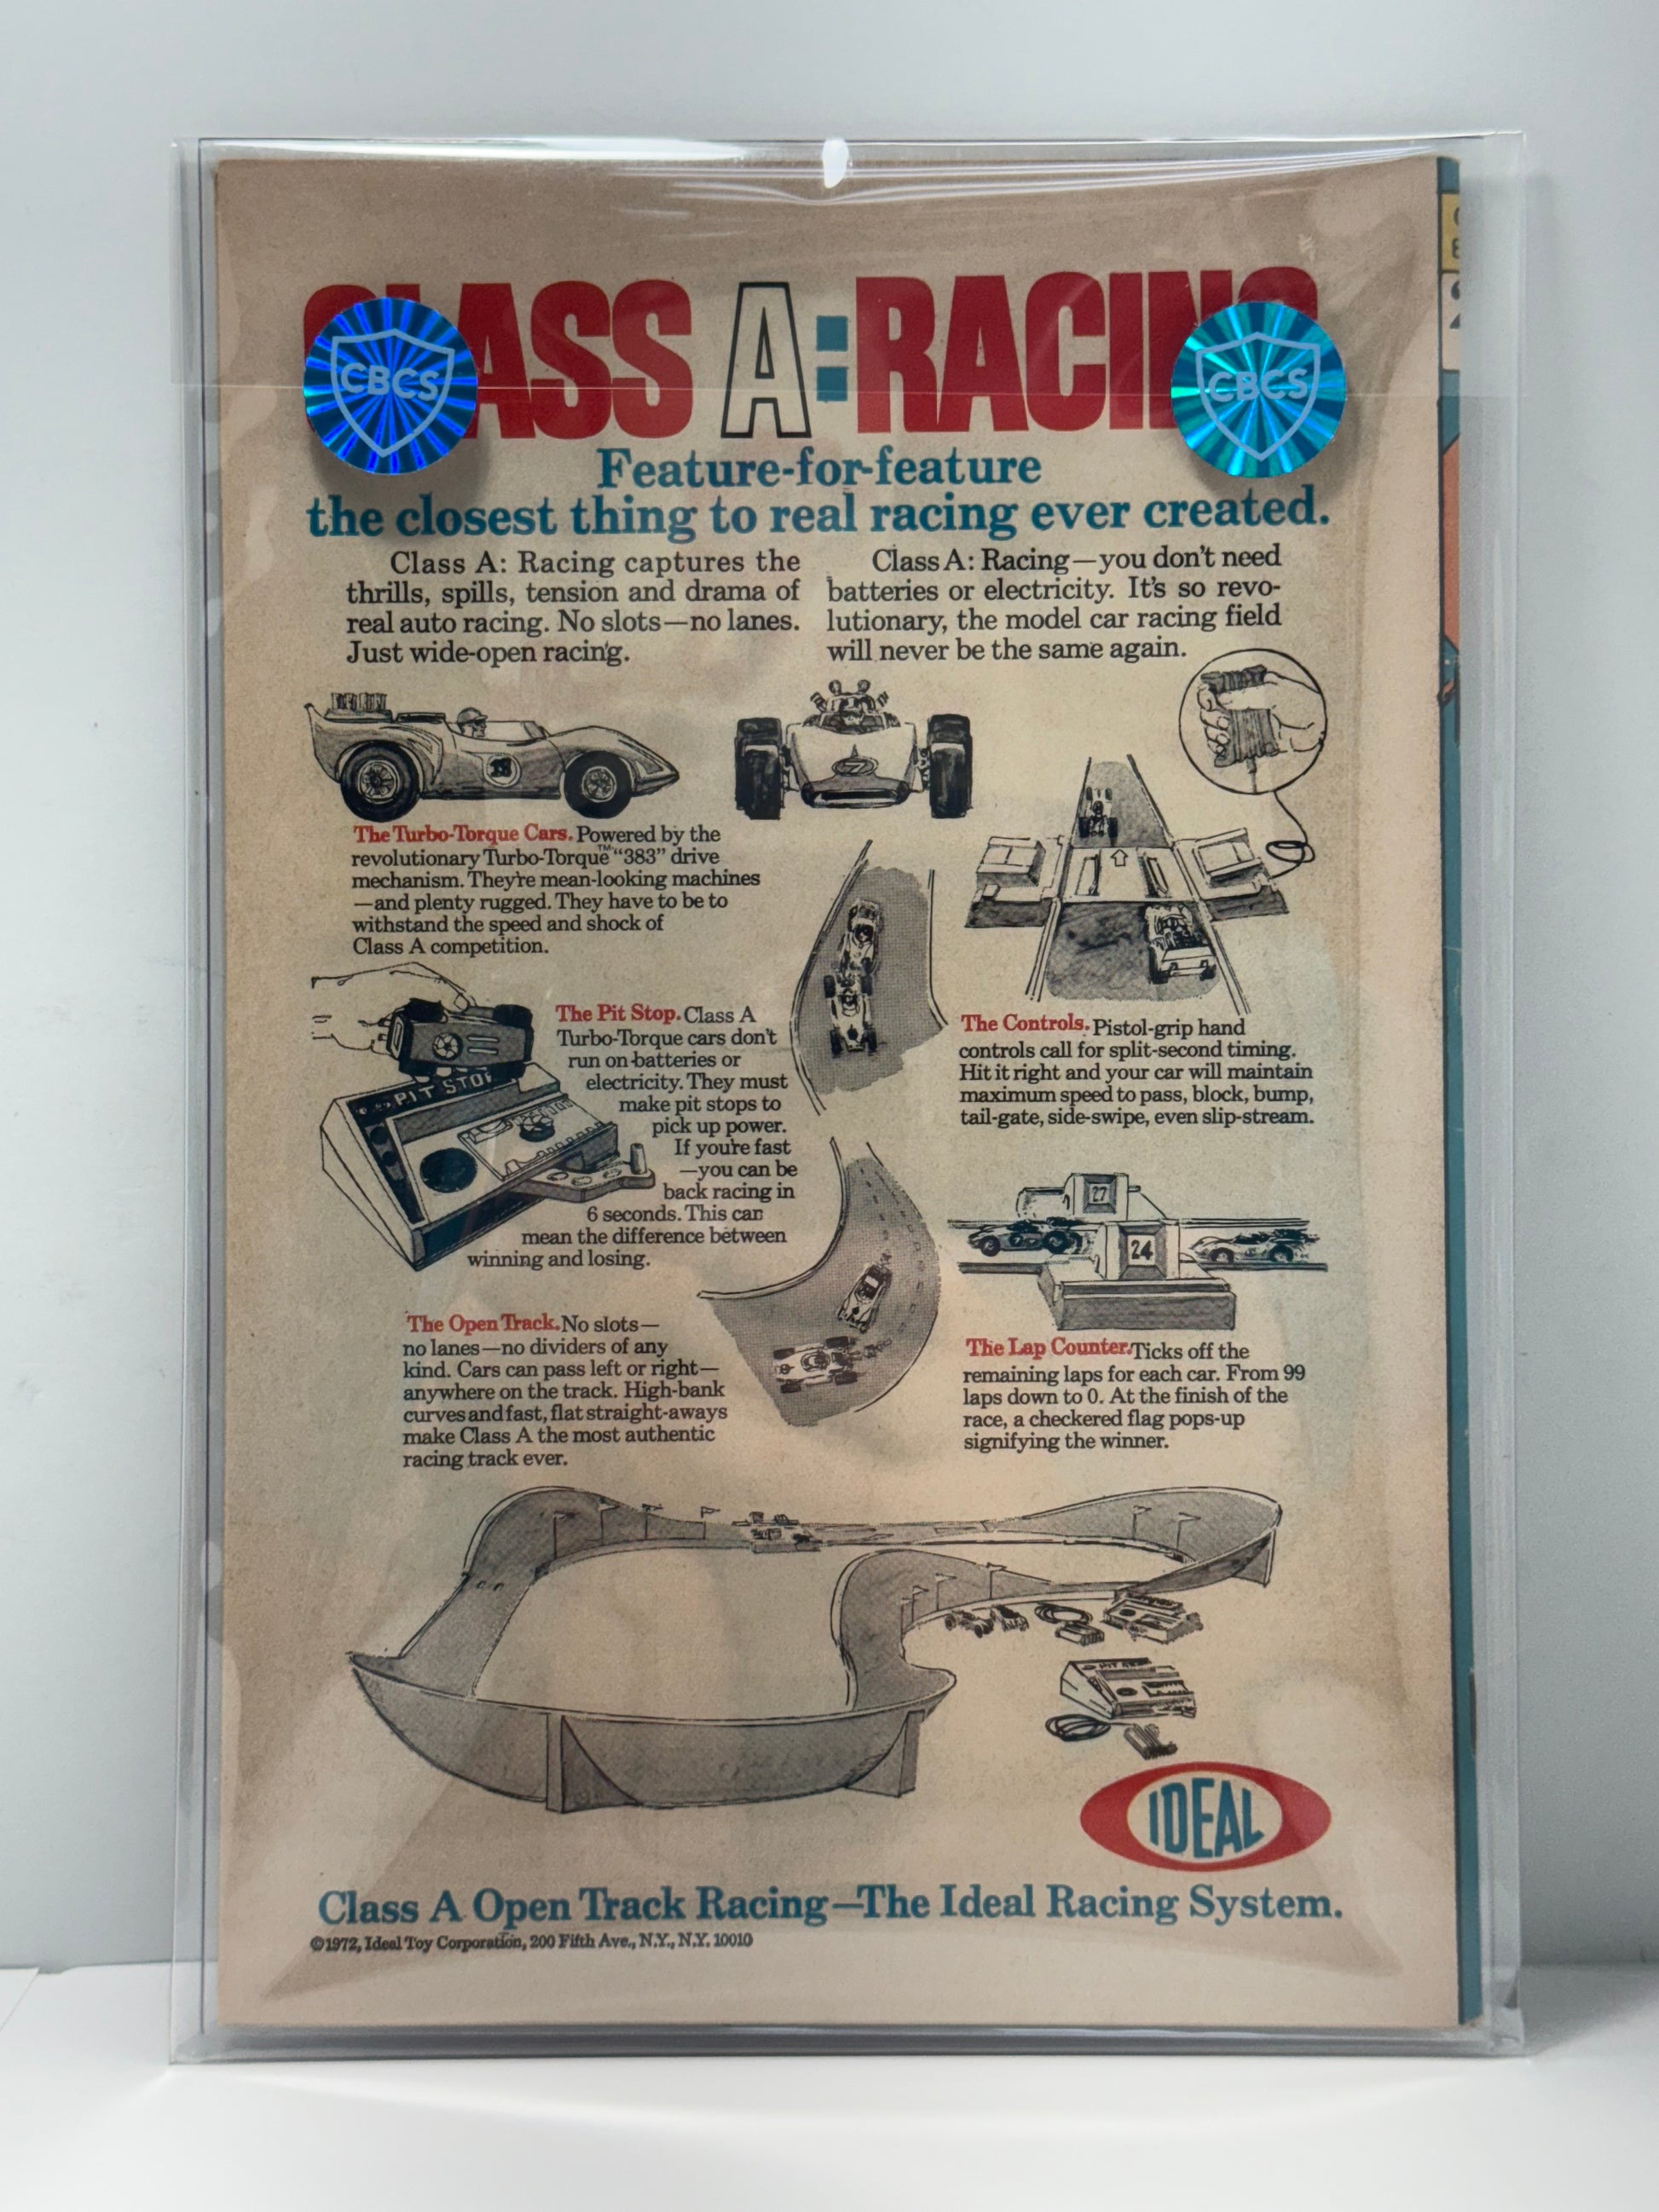 CLASS A: RACING
CBCS
CBCS
Feature-for-feature
the closest thing to real racing ever created.
Class A: Racing captures the
thrills, spills, tension and drama of
real auto racing. No slots—no lanes.
Just wide-open racing.
Class A: Racing—you don't need
batteries or electricity. It's so revo-
lutionary, the model car racing field
will never be the same again.
7
The Turbo-Torque Cars. Powered by the
revolutionary Turbo-Torque™ "383" drive
mechanism. They're mean-looking machines
—and plenty rugged. They have to be to
withstand the speed and shock of
Class A competition.
PIT STOP
The Pit Stop. Class A
Turbo-Torque cars don't
run on batteries or
electricity. They must
make pit stops to
pick up power.
If you're fast
—you can be
back racing in
6 seconds. This can
mean the difference between
winning and losing.
The Controls. Pistol-grip hand
controls call for split-second timing.
Hit it right and your car will maintain
maximum speed to pass, block, bump,
tail-gate, side-swipe, even slip-stream.
27
24
The Open Track. No slots—
no lanes—no dividers of any
kind. Cars can pass left or right—
anywhere on the track. High-bank
curves and fast, flat straight-aways
make Class A the most authentic
racing track ever.
The Lap Counter. Ticks off the
remaining laps for each car. From 99
laps down to 0. At the finish of the
race, a checkered flag pops-up
signifying the winner.
IDEAL
Class A Open Track Racing—The Ideal Racing System.
©1972, Ideal Toy Corporation, 200 Fifth Ave., N.Y., N.Y. 10010